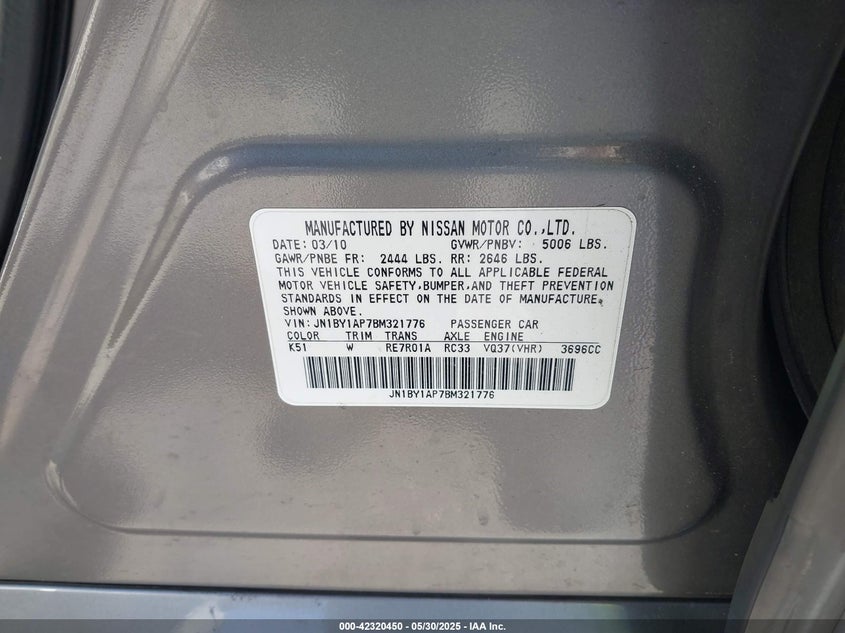 MANUFACTURED BY NISSAN MOTOR CO.,LTD.
DATE: 03/10 GVWR/PNBV: 5006 LBS.
GAWR/PNBE FR: 2444 LBS. RR: 2646 LBS.
THIS VEHICLE CONFORMS TO ALL APPLICABLE FEDERAL
MOTOR VEHICLE SAFETY,BUMPER,AND THEFT PREVENTION
STANDARDS IN EFFECT ON THE DATE OF MANUFACTURE
SHOWN ABOVE.
VIN: JN1BY1AP7BM321776 PASSENGER CAR
COLOR TRIM TRANS AXLE ENGINE
K51 W RE7R01A RC33 VQ37(VHR) 3696CC
JN1BY1AP7BM321776
000-42320450 - 05/30/2025 - IAA Inc.